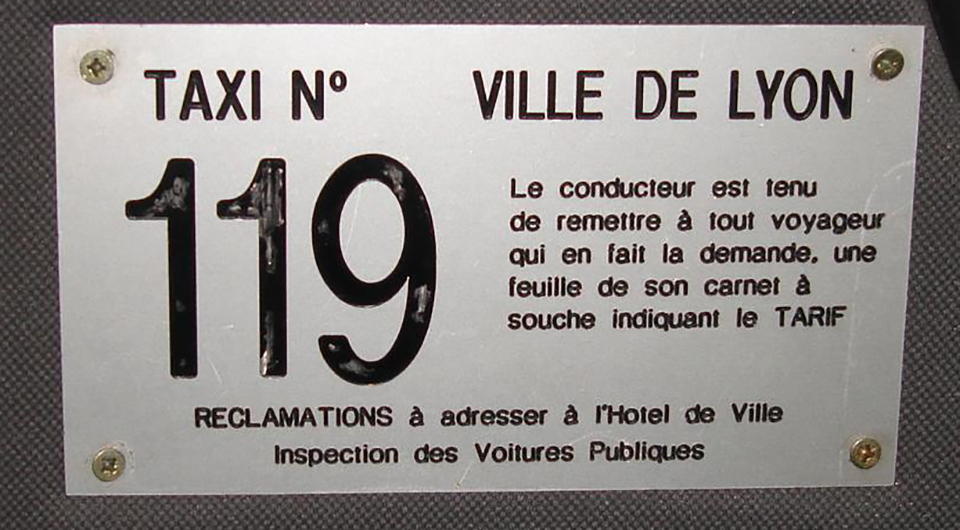 TAXI Nº VILLE DE LYON
119
Le conducteur est tenu
de remettre à tout voyageur
qui en fait la demande, une
feuille de son carnet à
souche indiquant le TARIF
RECLAMATIONS à adresser à l'Hotel de Ville
Inspection des Voitures Publiques